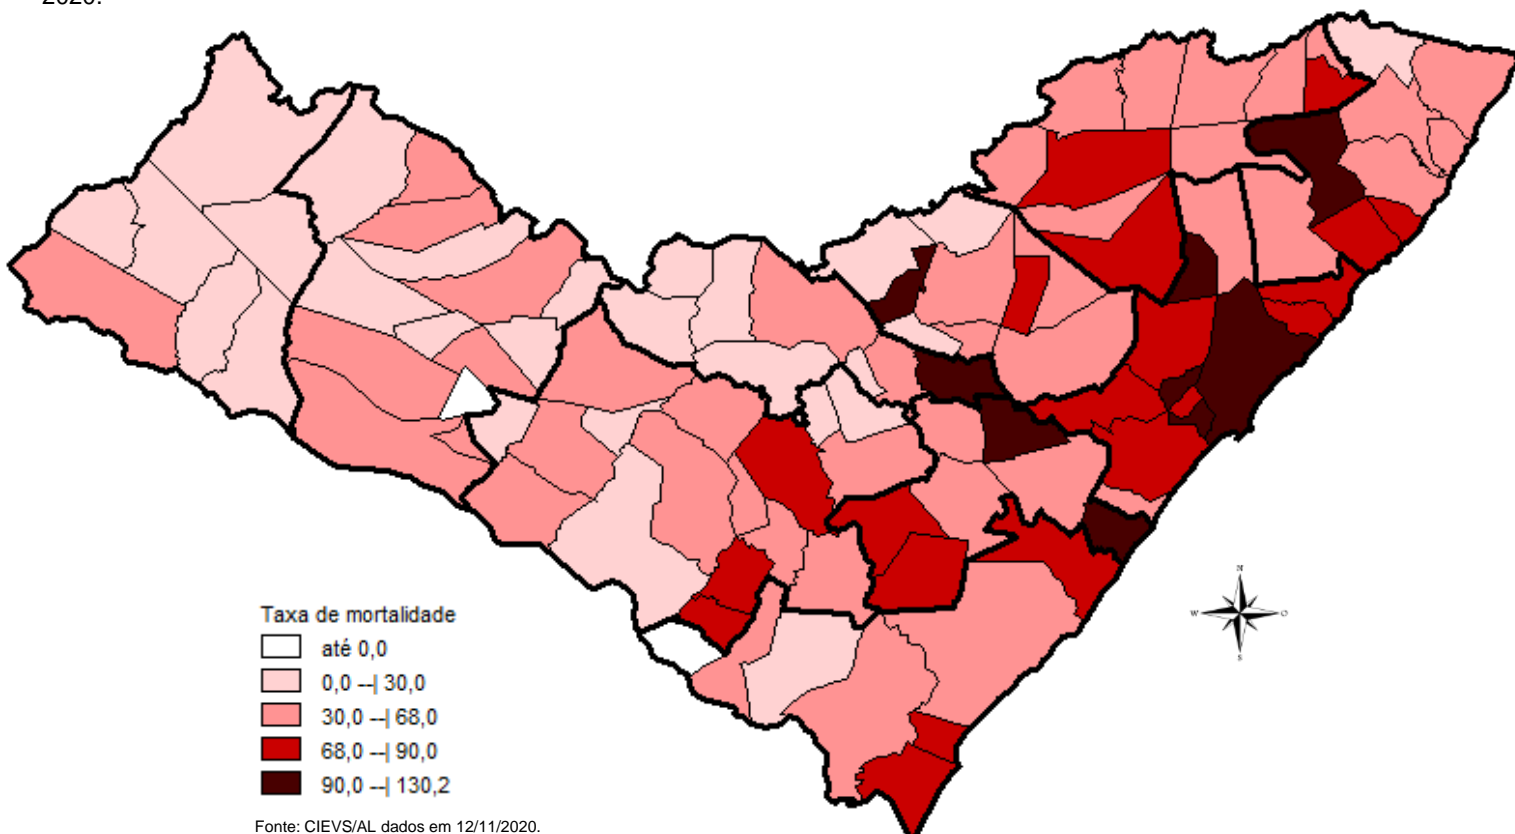 2020.
N
W
O
S
Taxa de mortalidade
até 0,0
0,0 --| 30,0
30,0 --| 68,0
68,0 --| 90,0
90,0 --| 130,2
Fonte: CIEVS/AL dados em 12/11/2020.